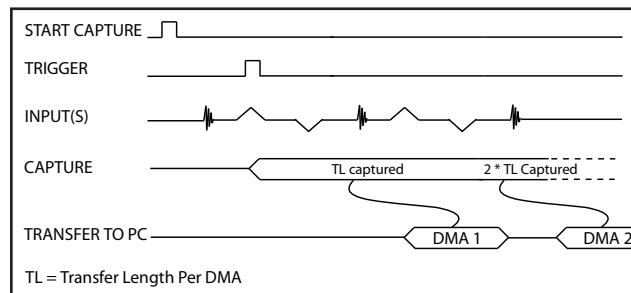 START CAPTURE
TRIGGER
INPUT(S)
CAPTURE
TL captured
2 * TL Captured
TRANSFER TO PC
DMA 1
DMA 2
TL = Transfer Length Per DMA